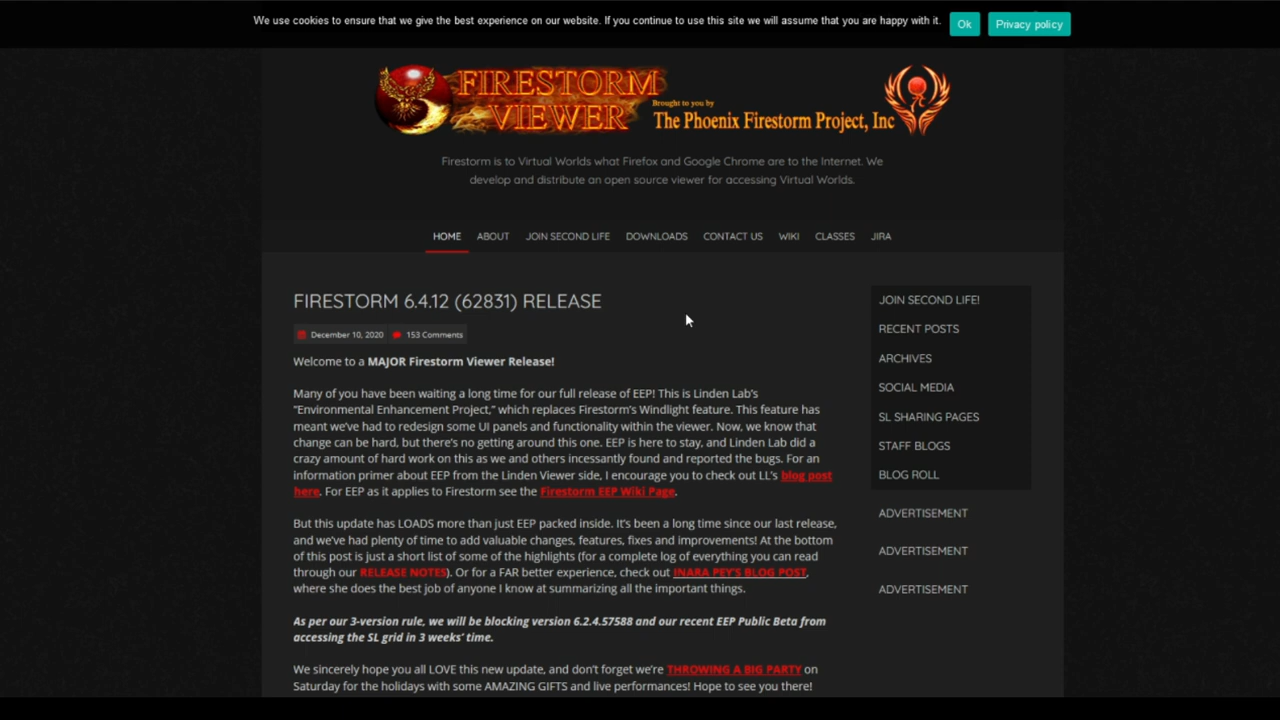 We use cookies to ensure that we give the best experience on our website. If you continue to use this site we will assume that you are happy with it.
Ok
Privacy policy
FIRESTORM
VIEWER
Brought to you by
The Phoenix Firestorm Project, Inc
Firestorm is to Virtual Worlds what Firefox and Google Chrome are to the Internet. We
develop and distribute an open source viewer for accessing Virtual Worlds.
HOME ABOUT JOIN SECOND LIFE DOWNLOADS CONTACT US WIKI CLASSES JIRA
FIRESTORM 6.4.12 (62831) RELEASE
December 10, 2020 153 Comments
Welcome to a MAJOR Firestorm Viewer Release!
Many of you have been waiting a long time for our full release of EEP! This is Linden Lab's
"Environmental Enhancement Project," which replaces Firestorm's Windlight feature. This feature has
meant we've had to redesign some UI panels and functionality within the viewer. Now, we know that
change can be hard, but there's no getting around this one. EEP is here to stay, and Linden Lab did a
crazy amount of hard work on this as we and others incessantly found and reported the bugs. For an
information primer about EEP from the Linden Viewer side, I encourage you to check out LL's blog post
here. For EEP as it applies to Firestorm see the Firestorm EEP Wiki Page.
But this update has LOADS more than just EEP packed inside. It's been a long time since our last release,
and we've had plenty of time to add valuable changes, features, fixes and improvements! At the bottom
of this post is just a short list of some of the highlights (for a complete log of everything you can read
through our RELEASE NOTES). Or for a FAR better experience, check out INARA PEY'S BLOG POST,
where she does the best job of anyone I know at summarizing all the important things.
As per our 3-version rule, we will be blocking version 6.2.4.57588 and our recent EEP Public Beta from
accessing the SL grid in 3 weeks' time.
We sincerely hope you all LOVE this new update, and don't forget we're THROWING A BIG PARTY on
Saturday for the holidays with some AMAZING GIFTS and live performances! Hope to see you there!
JOIN SECOND LIFE!
RECENT POSTS
ARCHIVES
SOCIAL MEDIA
SL SHARING PAGES
STAFF BLOGS
BLOG ROLL
ADVERTISEMENT
ADVERTISEMENT
ADVERTISEMENT